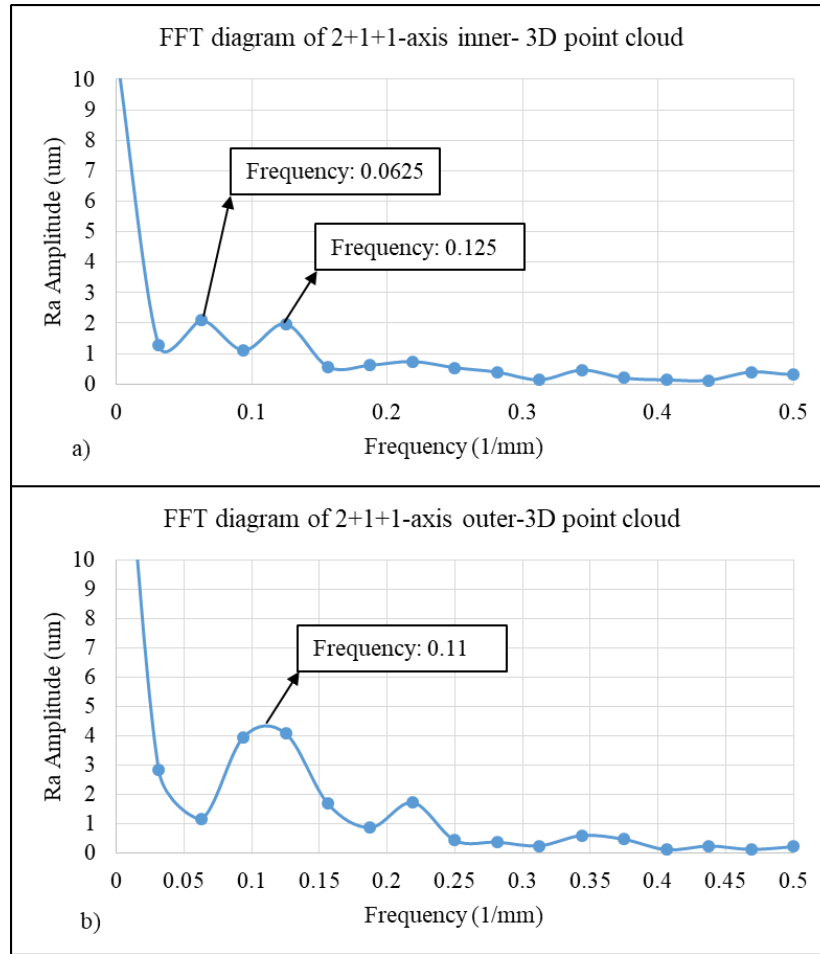 FFT diagram of 2+1+1-axis inner- 3D point cloud
10
9
8
7
6
5
4
3
2
1
0
Ra Amplitude (um)
Frequency: 0.0625
Frequency: 0.125
0 0.1 0.2 0.3 0.4 0.5
Frequency (1/mm)
a)
FFT diagram of 2+1+1-axis outer-3D point cloud
10
9
8
7
6
5
4
3
2
1
0
Ra Amplitude (um)
Frequency: 0.11
0 0.05 0.1 0.15 0.2 0.25 0.3 0.35 0.4 0.45 0.5
Frequency (1/mm)
b)